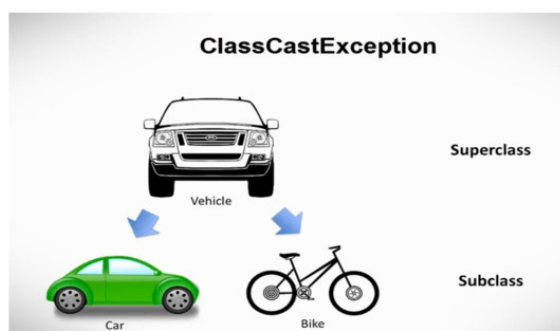 ClassCastException
Superclass
Vehicle
Subclass
Car
Bike